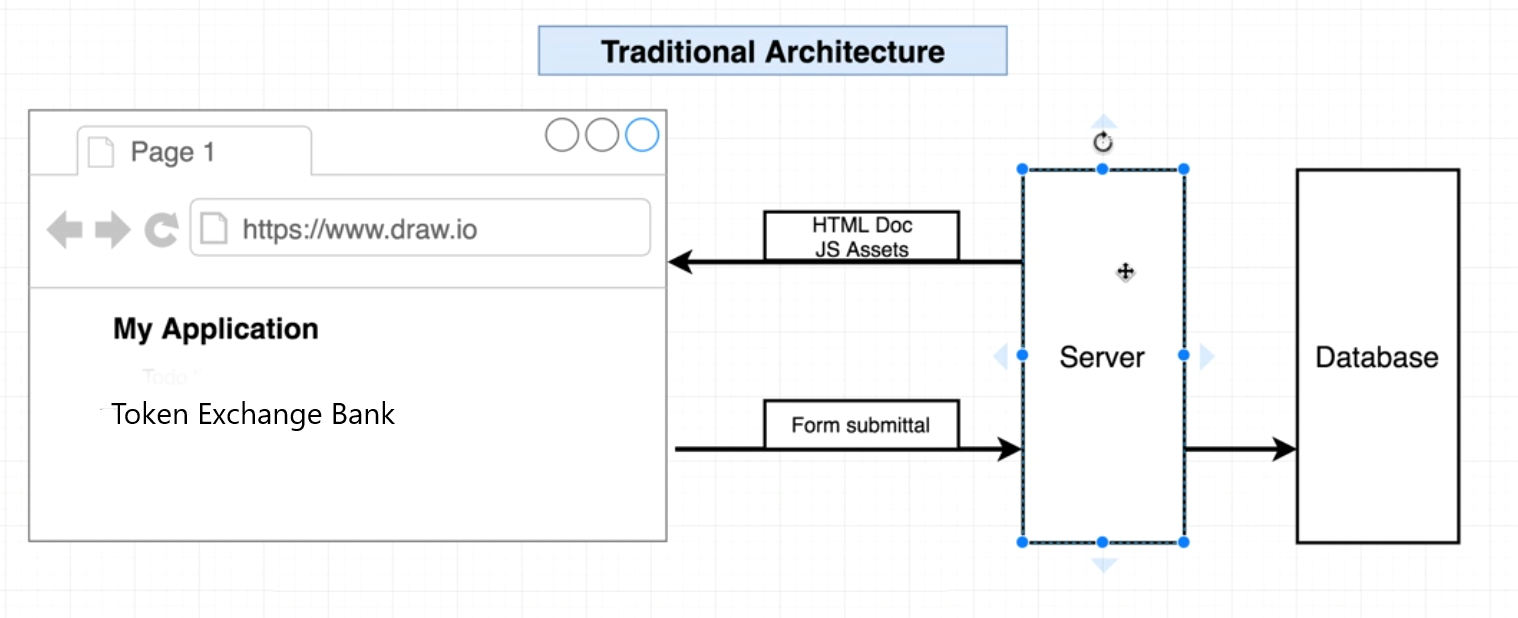 Traditional Architecture
Page 1
https://www.draw.io
HTML Doc
JS Assets
My Application
Todo
Token Exchange Bank
Form submittal
Server
Database